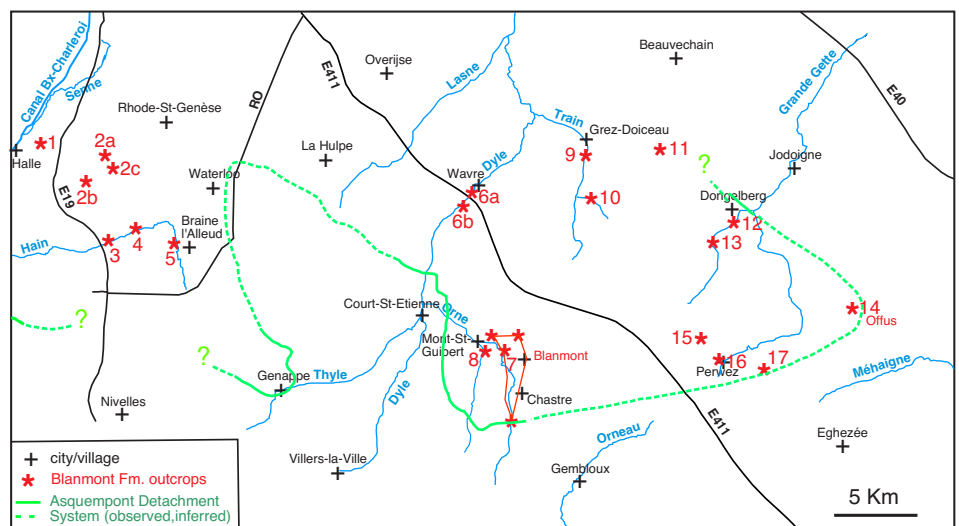 Canal Bx-Charleroi
Senne
E411
Overijse
Beauvechain
Grande Gette
E40
Lasne
Rhode-St-Genèse
RO
Train
Grez-Doiceau
1
2a
2c
2b
Halle
La Hulpe
Dyle
9
11
?
Jodoigne
Waterloo
Wavre
6a
6b
10
Dongelberg
E19
Braine
l'Alleud
12
13
Hain
3
4
5
Court-St-Etienne
Orne
14
Offus
?
?
Mont-St-
Guibert
8
7
Blanmont
15
16
Perwez
17
Genappe
Thyle
Dyle
Chastre
Méhaigne
Nivelles
E411
Orneau
Eghezée
Villers-la-Ville
Gembloux
city/village
Blanmont Fm. outcrops
Asquempont Detachment
System (observed,inferred)
5 Km